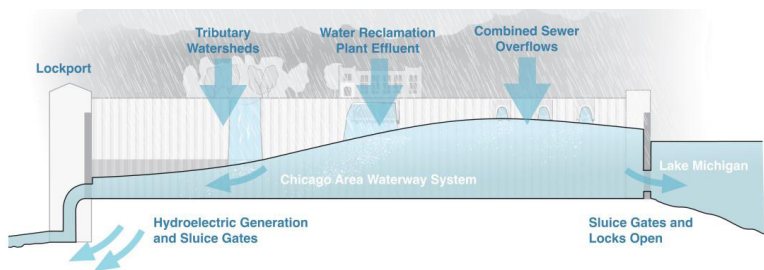 Tributary
Watersheds
Water Reclamation
Plant Effluent
Combined Sewer
Overflows
Lockport
Lake Michigan
Chicago Area Waterway System
Hydroelectric Generation
and Sluice Gates
Sluice Gates and
Locks Open